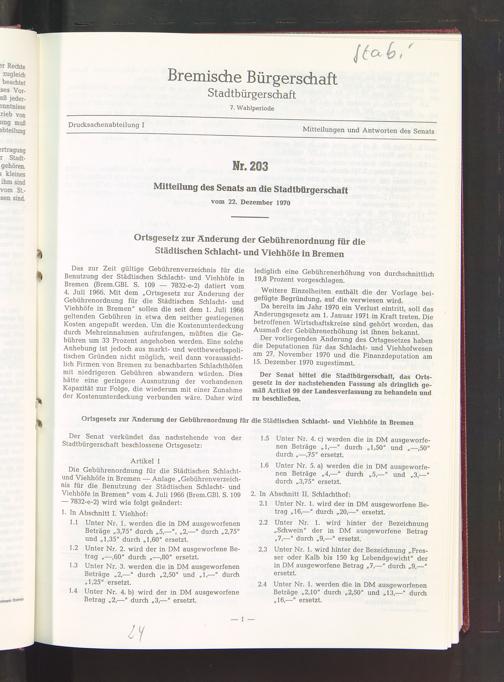 er Rechte
zugleich
beachtet
ses Vor-
aß jeder-
enntnisse
trieb von
ung muß
abteilung
ertragung
r Stadt-
gehören.
s kleines
ihm sind
vom St.-
sen sind.
Stabi
Bremische Bürgerschaft
Stadtbürgerschaft
7. Wahlperiode
Drucksachenabteilung I
Mitteilungen und Antworten des Senats
Nr. 203
Mitteilung des Senats an die Stadtbürgerschaft
vom 22. Dezember 1970
Ortsgesetz zur Änderung der Gebührenordnung für die
Städtischen Schlacht- und Viehhöfe in Bremen
Das zur Zeit gültige Gebührenverzeichnis für die
Benutzung der Städtischen Schlacht- und Viehhöfe in
Bremen (Brem.GBl. S. 109 — 7832-e-2) datiert vom
4. Juli 1966. Mit dem „Ortsgesetz zur Änderung der
Gebührenordnung für die Städtischen Schlacht- und
Viehhöfe in Bremen" sollen die seit dem 1. Juli 1966
geltenden Gebühren in etwa den seither gestiegenen
Kosten angepaßt werden. Um die Kostenunterdeckung
durch Mehreinnahmen aufzufangen, müßten die Ge-
bühren um 33 Prozent angehoben werden. Eine solche
Anhebung ist jedoch aus markt- und wettbewerbspoli-
tischen Gründen nicht möglich, weil dann voraussicht-
lich Firmen von Bremen zu benachbarten Schlachthöfen
mit niedrigeren Gebühren abwandern würden. Dies
hätte eine geringere Ausnutzung der vorhandenen
Kapazität zur Folge, die wiederum mit einer Zunahme
der Kostenunterdeckung verbunden wäre. Daher wird
lediglich eine Gebührenerhöhung von durchschnittlich
19,8 Prozent vorgeschlagen.
Weitere Einzelheiten enthält die der Vorlage bei-
gefügte Begründung, auf die verwiesen wird.
Da bereits im Jahr 1970 ein Verlust eintritt, soll das
Änderungsgesetz am 1. Januar 1971 in Kraft treten. Die
betroffenen Wirtschaftskreise sind gehört worden, das
Ausmaß der Gebührenerhöhung ist ihnen bekannt.
Der vorliegenden Änderung des Ortsgesetzes haben
die Deputationen für das Schlacht- und Viehhofwesen
am 27. November 1970 und die Finanzdeputation am
15. Dezember 1970 zugestimmt.
Der Senat bittet die Stadtbürgerschaft, das Orts-
gesetz in der nachstehenden Fassung als dringlich ge-
mäß Artikel 99 der Landesverfassung zu behandeln und
zu beschließen.
Ortsgesetz zur Änderung der Gebührenordnung für die Städtischen Schlacht- und Viehhöfe in Bremen
Der Senat verkündet das nachstehende von der
Stadtbürgerschaft beschlossene Ortsgesetz:
Artikel 1
Die Gebührenordnung für die Städtischen Schlacht-
und Viehhöfe in Bremen — Anlage „Gebührenverzeich-
nis für die Benutzung der Städtischen Schlacht- und
Viehhöfe in Bremen" vom 4. Juli 1966 (Brem.GBl. S. 109
— 7832-e-2) wird wie folgt geändert:
1. In Abschnitt I. Viehhof:
1.1 Unter Nr. 1. werden die in DM ausgeworfenen
Beträge „3,75" durch „5,—", „2,—" durch „2,75"
und „1,35" durch „1,60" ersetzt.
1.2 Unter Nr. 2. wird der in DM ausgeworfene Be-
trag „—,60" durch „—,80" ersetzt.
1.3 Unter Nr. 3. werden die in DM ausgeworfenen
Beträge „2,—" durch „2,50" und „1,—" durch
„1,25" ersetzt.
1.4 Unter Nr. 4. b) wird der in DM ausgeworfene
Betrag „2,—" durch „3,—" ersetzt.
1.5 Unter Nr. 4. c) werden die in DM ausgeworfe-
nen Beträge „1,—" durch „1,50" und „—,50"
durch „—,75" ersetzt.
1.6 Unter Nr. 5. a) werden die in DM ausgeworfe-
nen Beträge „4,—" durch „5,—" und „3,—"
durch „3,75" ersetzt.
2. In Abschnitt II. Schlachthof:
2.1 Unter Nr. 1. wird der in DM ausgeworfene Be-
trag „16,—" durch „20,—" ersetzt.
2.2 Unter Nr. 1. wird hinter der Bezeichnung
„Schwein" der in DM ausgeworfene Betrag
„7,—" durch „9,—" ersetzt.
2.3 Unter Nr. 1. wird hinter der Bezeichnung „Fres-
ser oder Kalb bis 150 kg Lebendgewicht" der
in DM ausgeworfene Betrag „7,—" durch „9,—"
ersetzt.
2.4 Unter Nr. 1. werden die in DM ausgeworfenen
Beträge „2,10" durch „2,50" und „13,—" durch
„16,—" ersetzt.
— 1 —
24